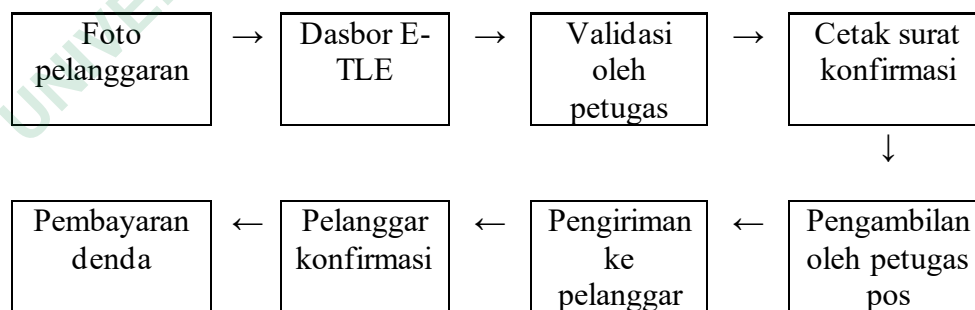 Foto → Dasbor E- → Validasi → Cetak surat
pelanggaran TLE oleh konfirmasi
petugas
↓
Pembayaran ← Pelanggar ← Pengiriman ← Pengambilan
denda konfirmasi ke oleh petugas
pelanggar pos